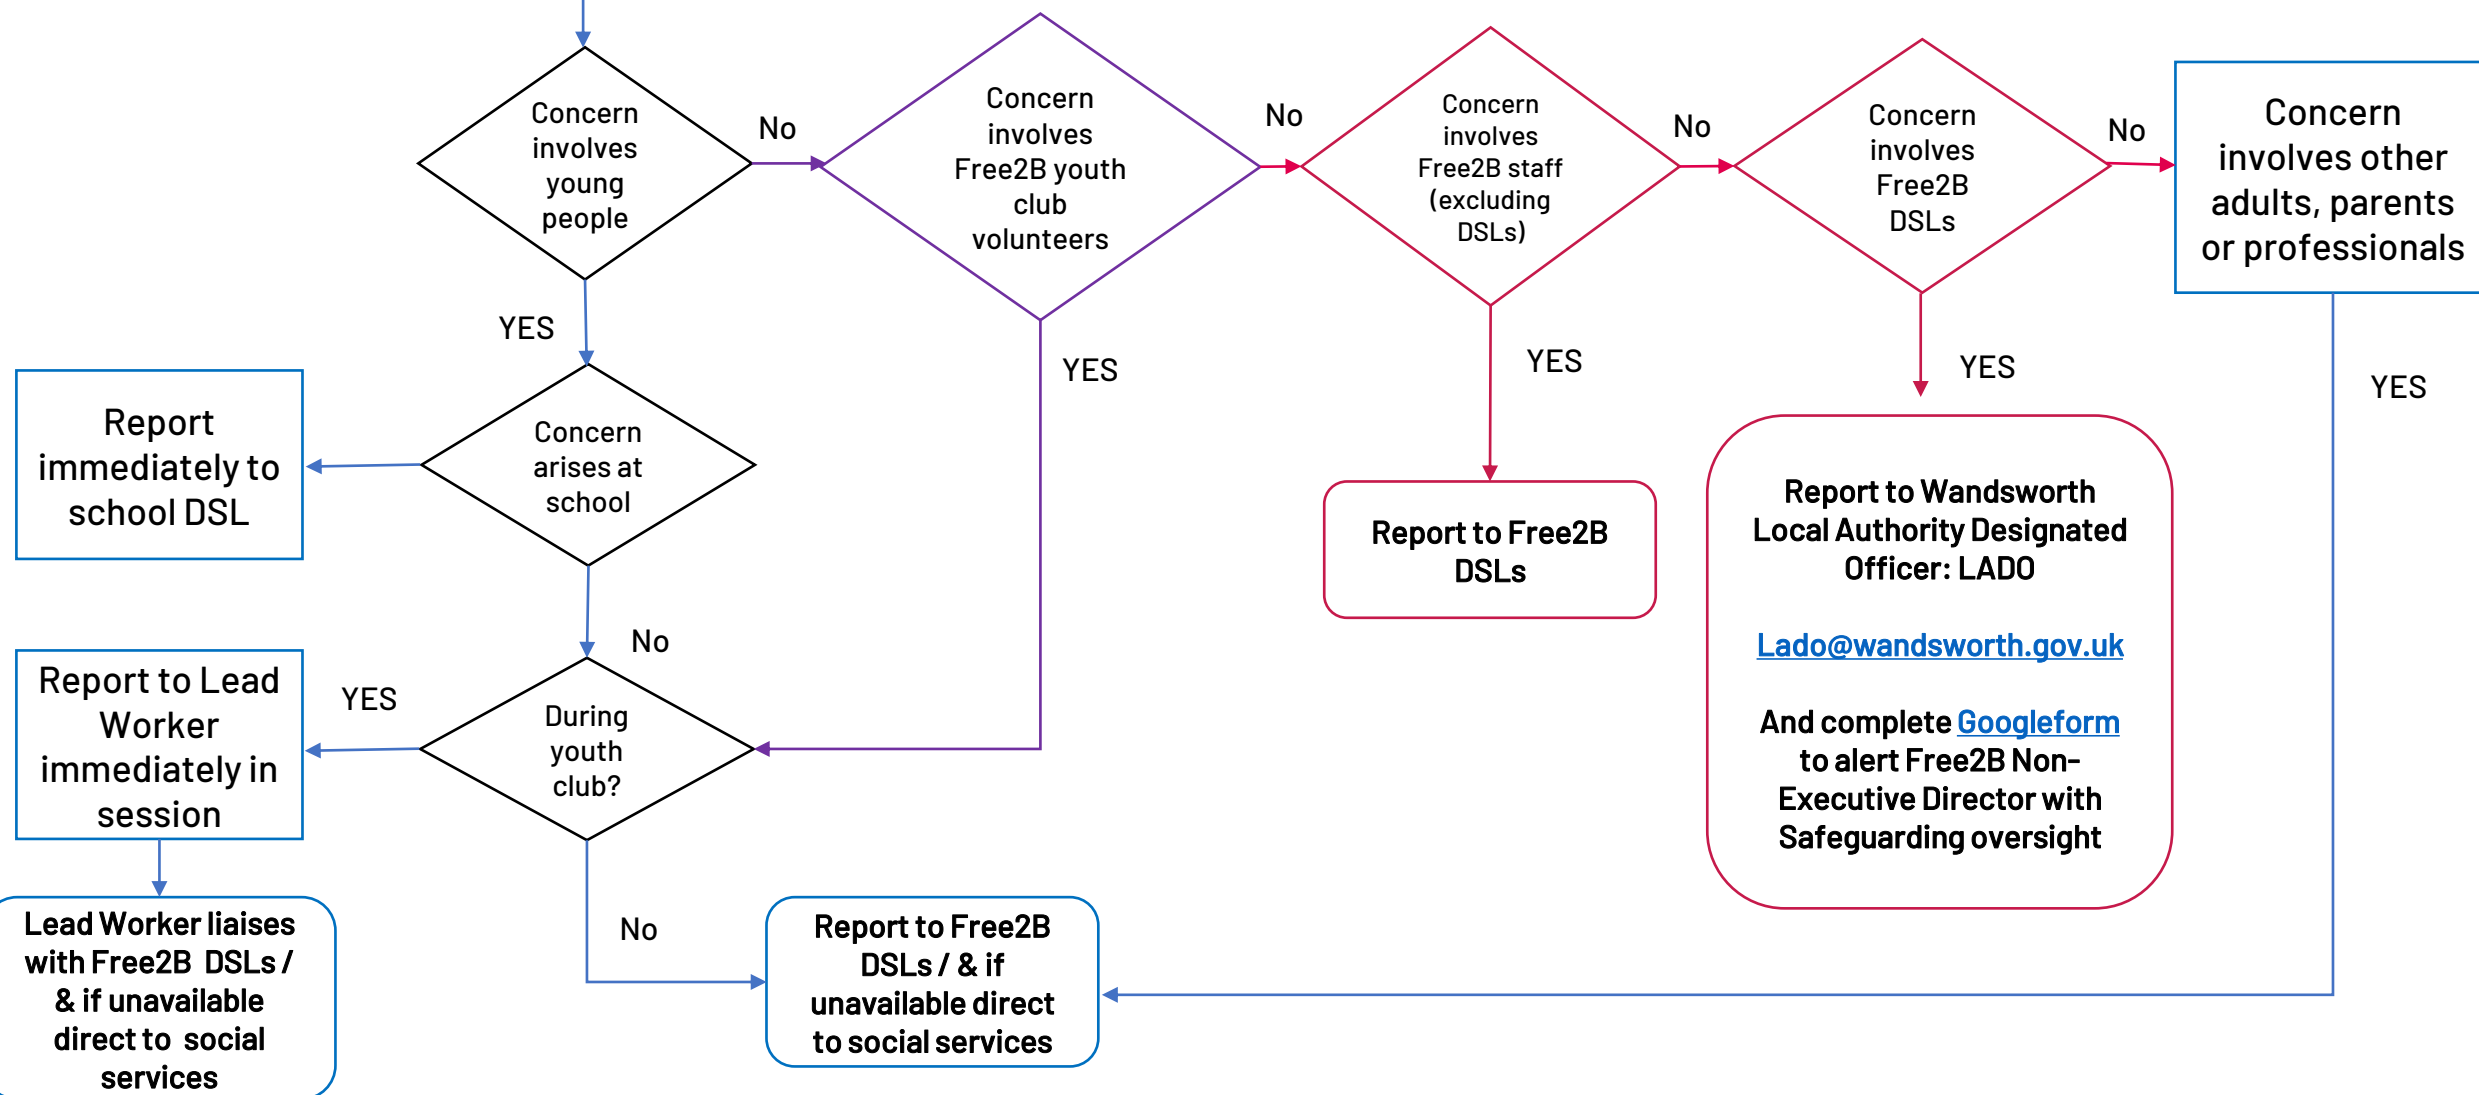 Concern
involves
young
people
No
Concern
involves
Free2B youth
club
volunteers
No
Concern
involves
Free2B staff
(excluding
DSLs)
No
Concern
involves
Free2B
DSLs
No
Concern
involves other
adults, parents
or professionals
YES
YES
YES
YES
YES
Report
immediately to
school DSL
Concern
arises at
school
Report to Free2B
DSLs
Report to Wandsworth
Local Authority Designated
Officer: LADO
Lado@wandsworth.gov.uk
And complete Googleform
to alert Free2B Non-
Executive Director with
Safeguarding oversight
No
Report to Lead
Worker
immediately in
session
YES
During
youth
club?
No
Lead Worker liaises
with Free2B DSLs /
& if unavailable
direct to social
services
Report to Free2B
DSLs / & if
unavailable direct
to social services